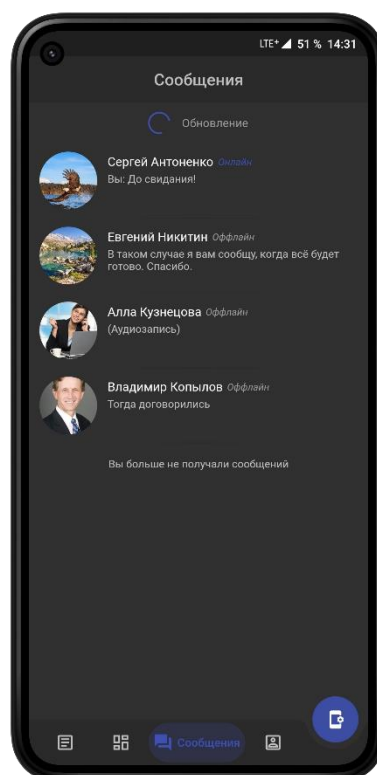 LTE+ 51 % 14:31
Сообщения
Обновление
Сергей Антоненко Онлайн
Вы: До свидания!
Евгений Никитин Оффлайн
В таком случае я вам сообщу, когда всё будет
готово. Спасибо.
Алла Кузнецова Оффлайн
(Аудиозапись)
Владимир Копылов Оффлайн
Тогда договорились
Вы больше не получали сообщений
Сообщения